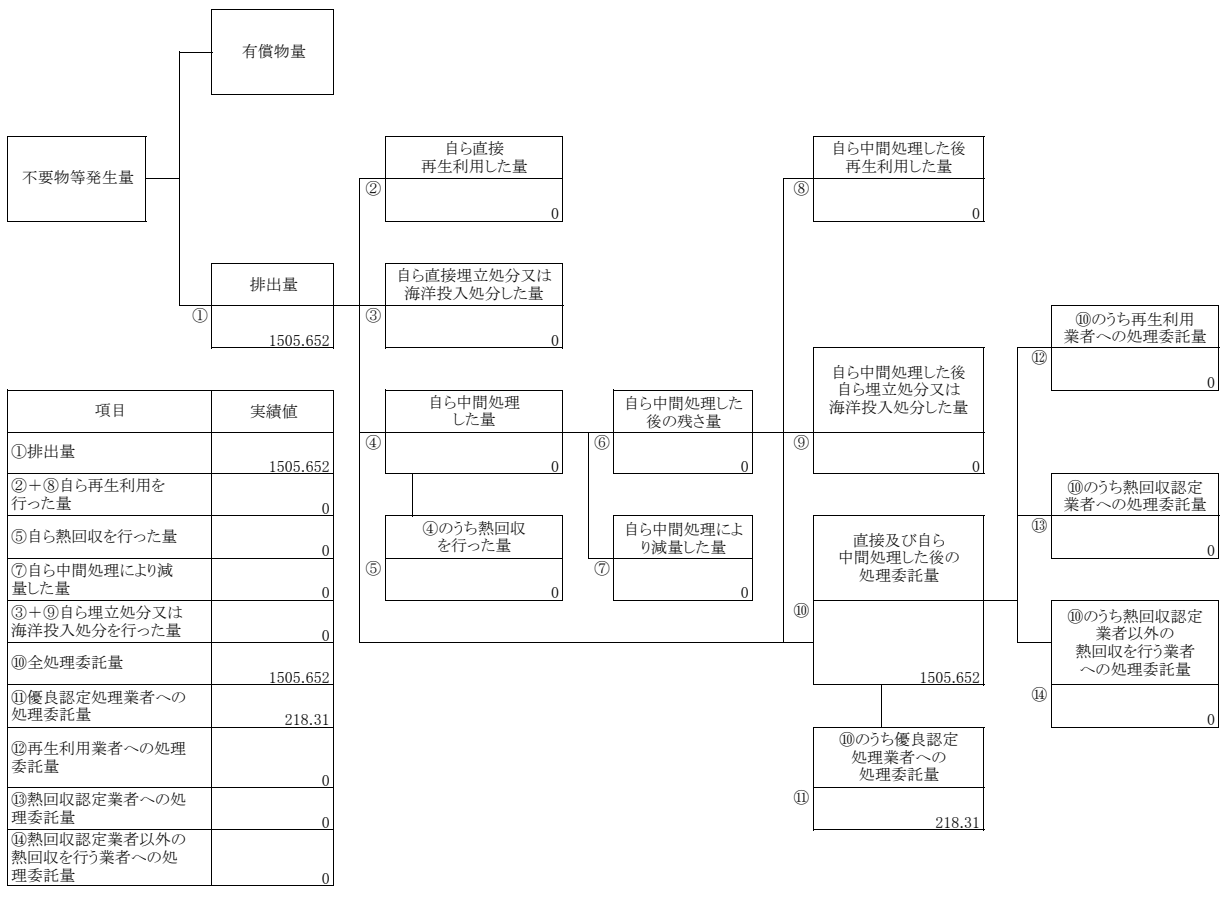 有償物量
不要物等発生量
排出量
①
1505.652
自ら直接
再生利用した量
②
0
自ら直接埋立処分又は
海洋投入処分した量
③
0
自ら中間処理
した量
④
0
④のうち熱回収
を行った量
⑤
0
自ら中間処理した
後の残さ量
⑥
0
自ら中間処理によ
り減量した量
⑦
0
自ら中間処理した後
再生利用した量
⑧
0
自ら中間処理した後
自ら埋立処分又は
海洋投入処分した量
⑨
0
直接及び自ら
中間処理した後の
処理委託量
⑩
1505.652
⑩のうち優良認定
処理業者への
処理委託量
⑪
218.31
⑩のうち再生利用
業者への処理委託量
⑫
0
⑩のうち熱回収認定
業者への処理委託量
⑬
0
⑩のうち熱回収認定
業者以外の
熱回収を行う業者
への処理委託量
⑭
0
項目 実績値
①排出量 1505.652
②＋⑧自ら再生利用を
行った量 0
⑤自ら熱回収を行った量 0
⑦自ら中間処理により減
量した量 0
③＋⑨自ら埋立処分又は
海洋投入処分を行った量 0
⑩全処理委託量 1505.652
⑪優良認定処理業者への
処理委託量 218.31
⑫再生利用業者への処理
委託量 0
⑬熱回収認定業者への処
理委託量 0
⑭熱回収認定業者以外の
熱回収を行う業者への処
理委託量 0